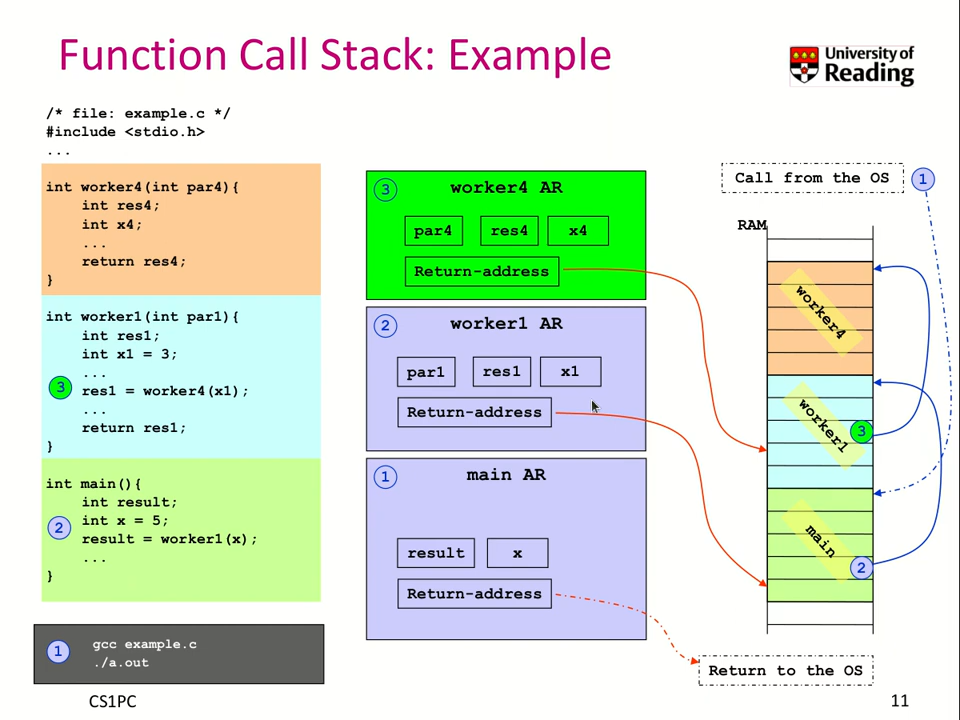 Function Call Stack: Example
University of
Reading
/* file: example.c */
#include <stdio.h>
...
int worker4(int par4){
int res4;
int x4;
...
return res4;
}
int worker1(int par1){
int res1;
int x1 = 3;
...
3 res1 = worker4(x1);
...
return res1;
}
int main(){
int result;
int x = 5;
2 result = worker1(x);
...
}
1 gcc example.c
./a.out
3 worker4 AR
par4 res4 x4
Return-address
2 worker1 AR
par1 res1 x1
Return-address
1 main AR
result x
Return-address
Call from the OS 1
RAM
worker4
worker1
3
main
2
Return to the OS
CS1PC
11